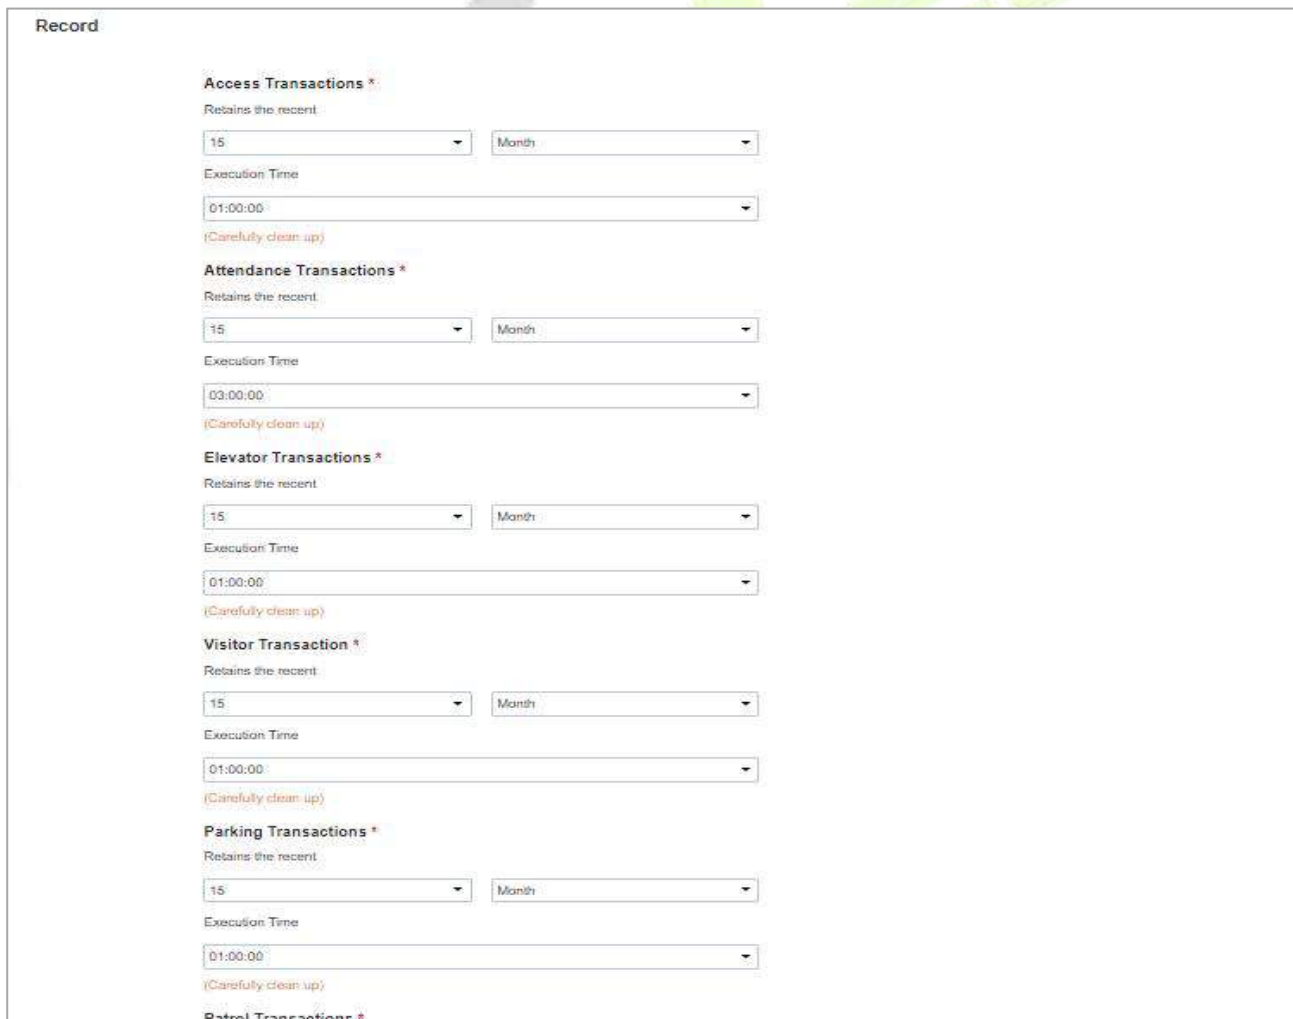 Record
Access Transactions *
Retains the recent
15 Month
Execution Time
01:00:00
(Carefully clean up)
Attendance Transactions *
Retains the recent
15 Month
Execution Time
03:00:00
(Carefully clean up)
Elevator Transactions *
Retains the recent
15 Month
Execution Time
01:00:00
(Carefully clean up)
Visitor Transaction *
Retains the recent
15 Month
Execution Time
01:00:00
(Carefully clean up)
Parking Transactions *
Retains the recent
15 Month
Execution Time
01:00:00
(Carefully clean up)
Patrol Transactions *